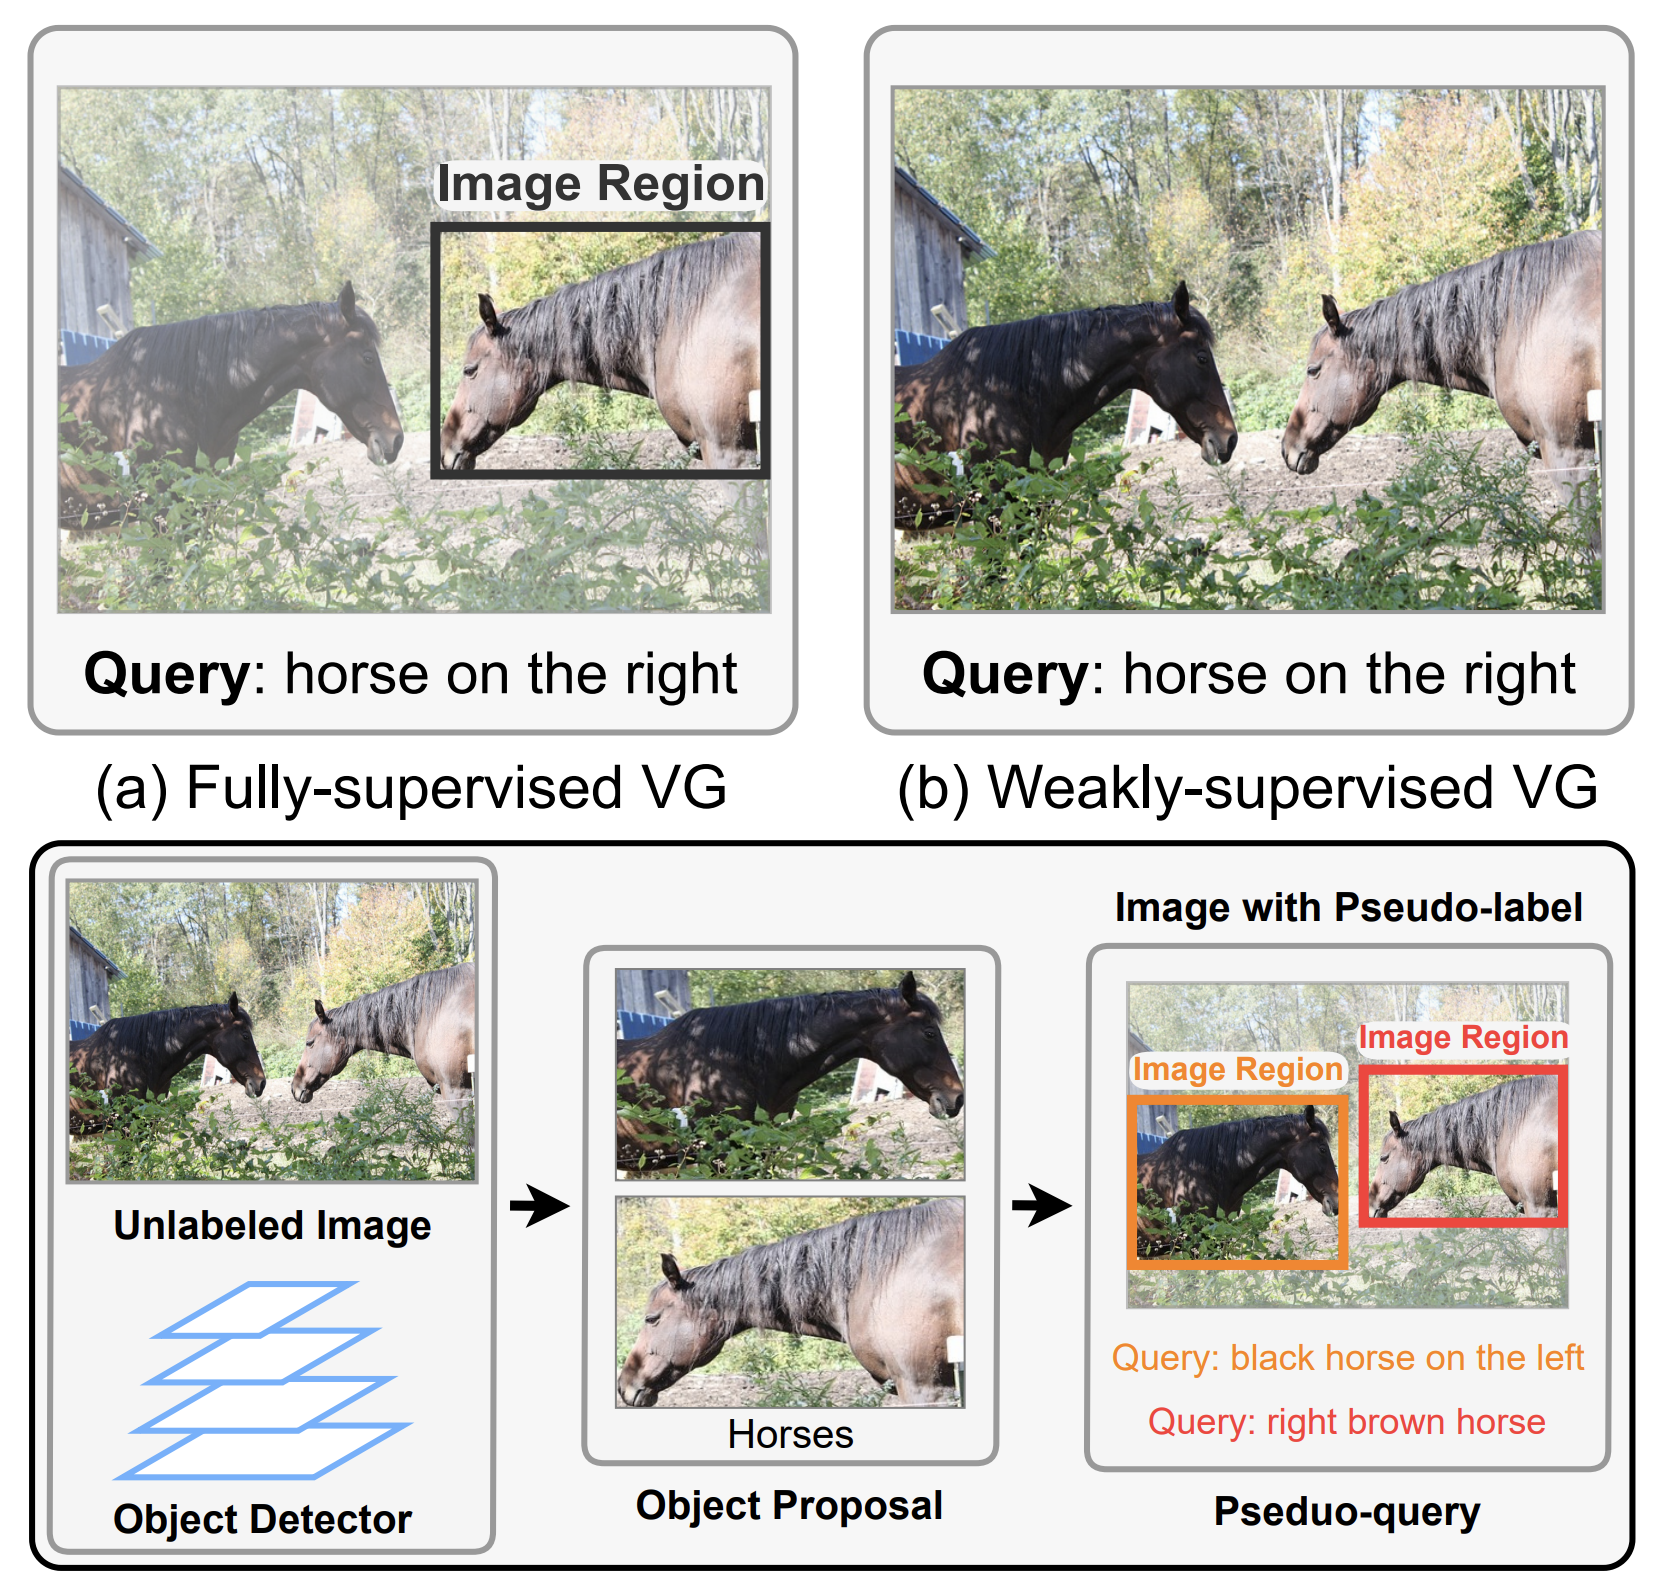 Image Region
Query: horse on the right
(a) Fully-supervised VG
Query: horse on the right
(b) Weakly-supervised VG
Unlabeled Image
Object Detector
Horses
Object Proposal
Image with Pseudo-label
Image Region
Image Region
Query: black horse on the left
Query: right brown horse
Pseduo-query